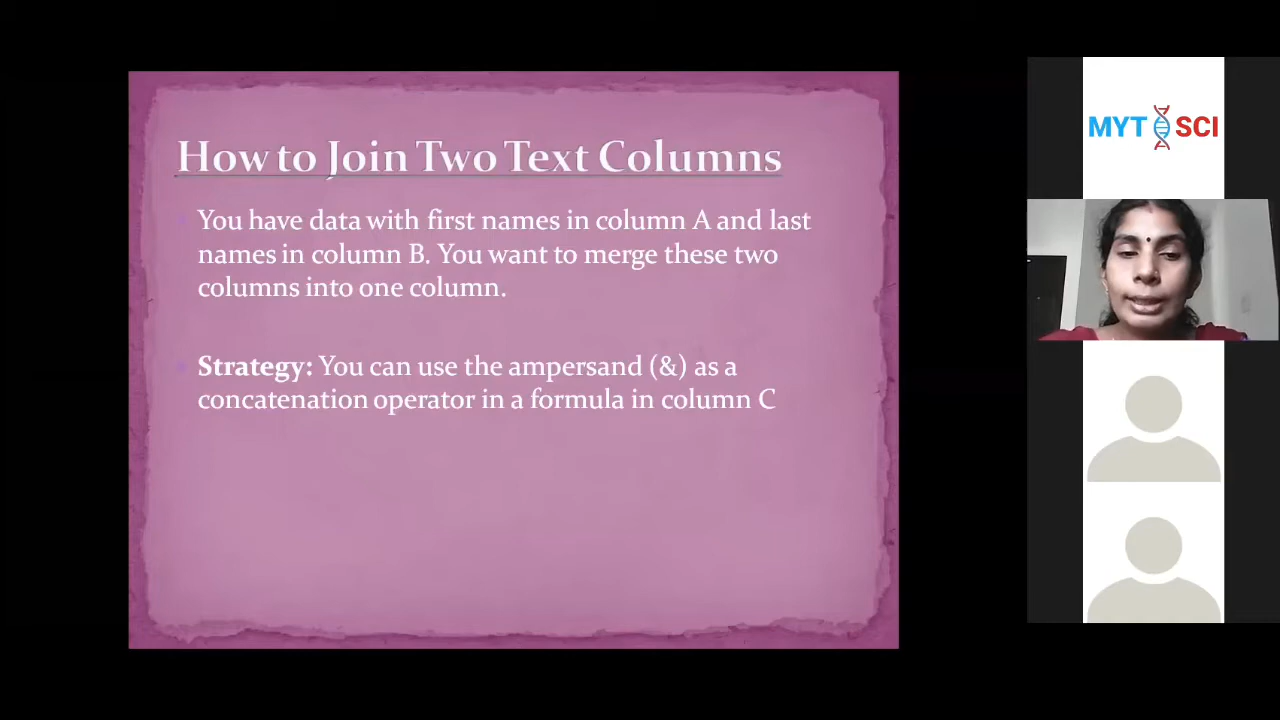 How to Join Two Text Columns
You have data with first names in column A and last
names in column B. You want to merge these two
columns into one column.
Strategy: You can use the ampersand (&) as a
concatenation operator in a formula in column C
MYT SCI